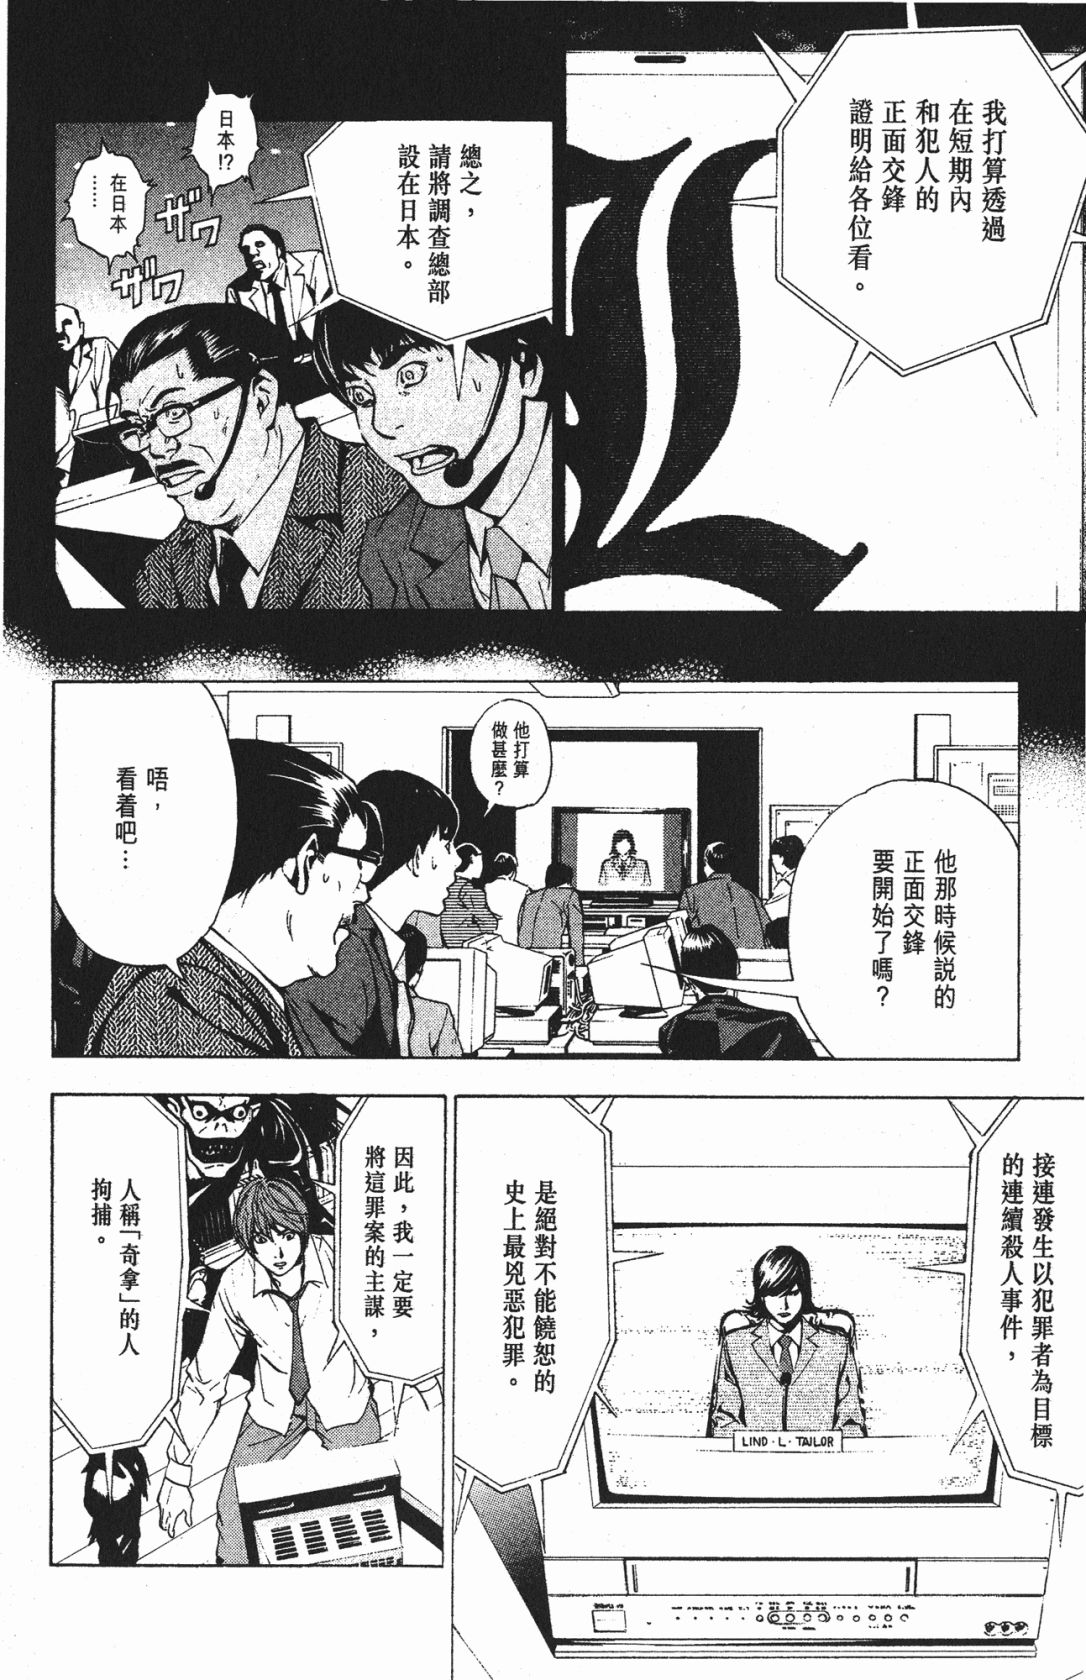 我打算透過
在短期內
和犯人的
正面交鋒
證明給各位看。
總之，
請將調查總部
設在日本。
日本!?
在日本
……
ザワ
ザワ
ザワ
他那時候説的
正面交鋒
要開始了嗎？
他打算
做甚麼？
唔，
看着吧…
接連發生以犯罪者為目標
的連續殺人事件，
是絕對不能饒恕的
史上最兇惡犯罪。
LIND·L·TAILOR
因此，我一定要
將這罪案的主謀，
人稱「奇拿」的人
拘捕。